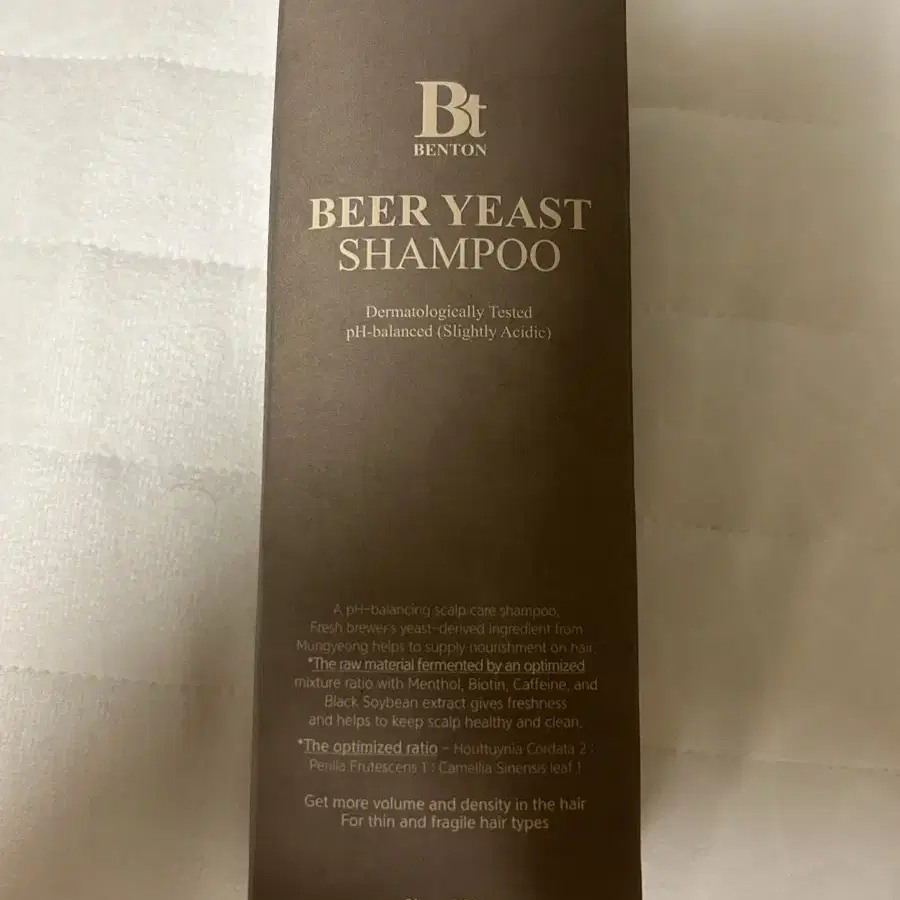 Bt
BENTON
BEER YEAST
SHAMPOO
Dermatologically Tested
pH-balanced (Slightly Acidic)
A pH-balancing scalp care shampoo.
Fresh brewer's yeast-derived ingredient from
Mungyeong helps to supply nourishment on hair.
*The raw material fermented by an optimized
mixture ratio with Menthol, Biotin, Caffeine, and
Black Soybean extract gives freshness
and helps to keep scalp healthy and clean.
*The optimized ratio - Houttuynia Cordata 2 :
Perilla Frutescens 1 : Camellia Sinensis leaf 1
Get more volume and density in the hair
For thin and fragile hair types